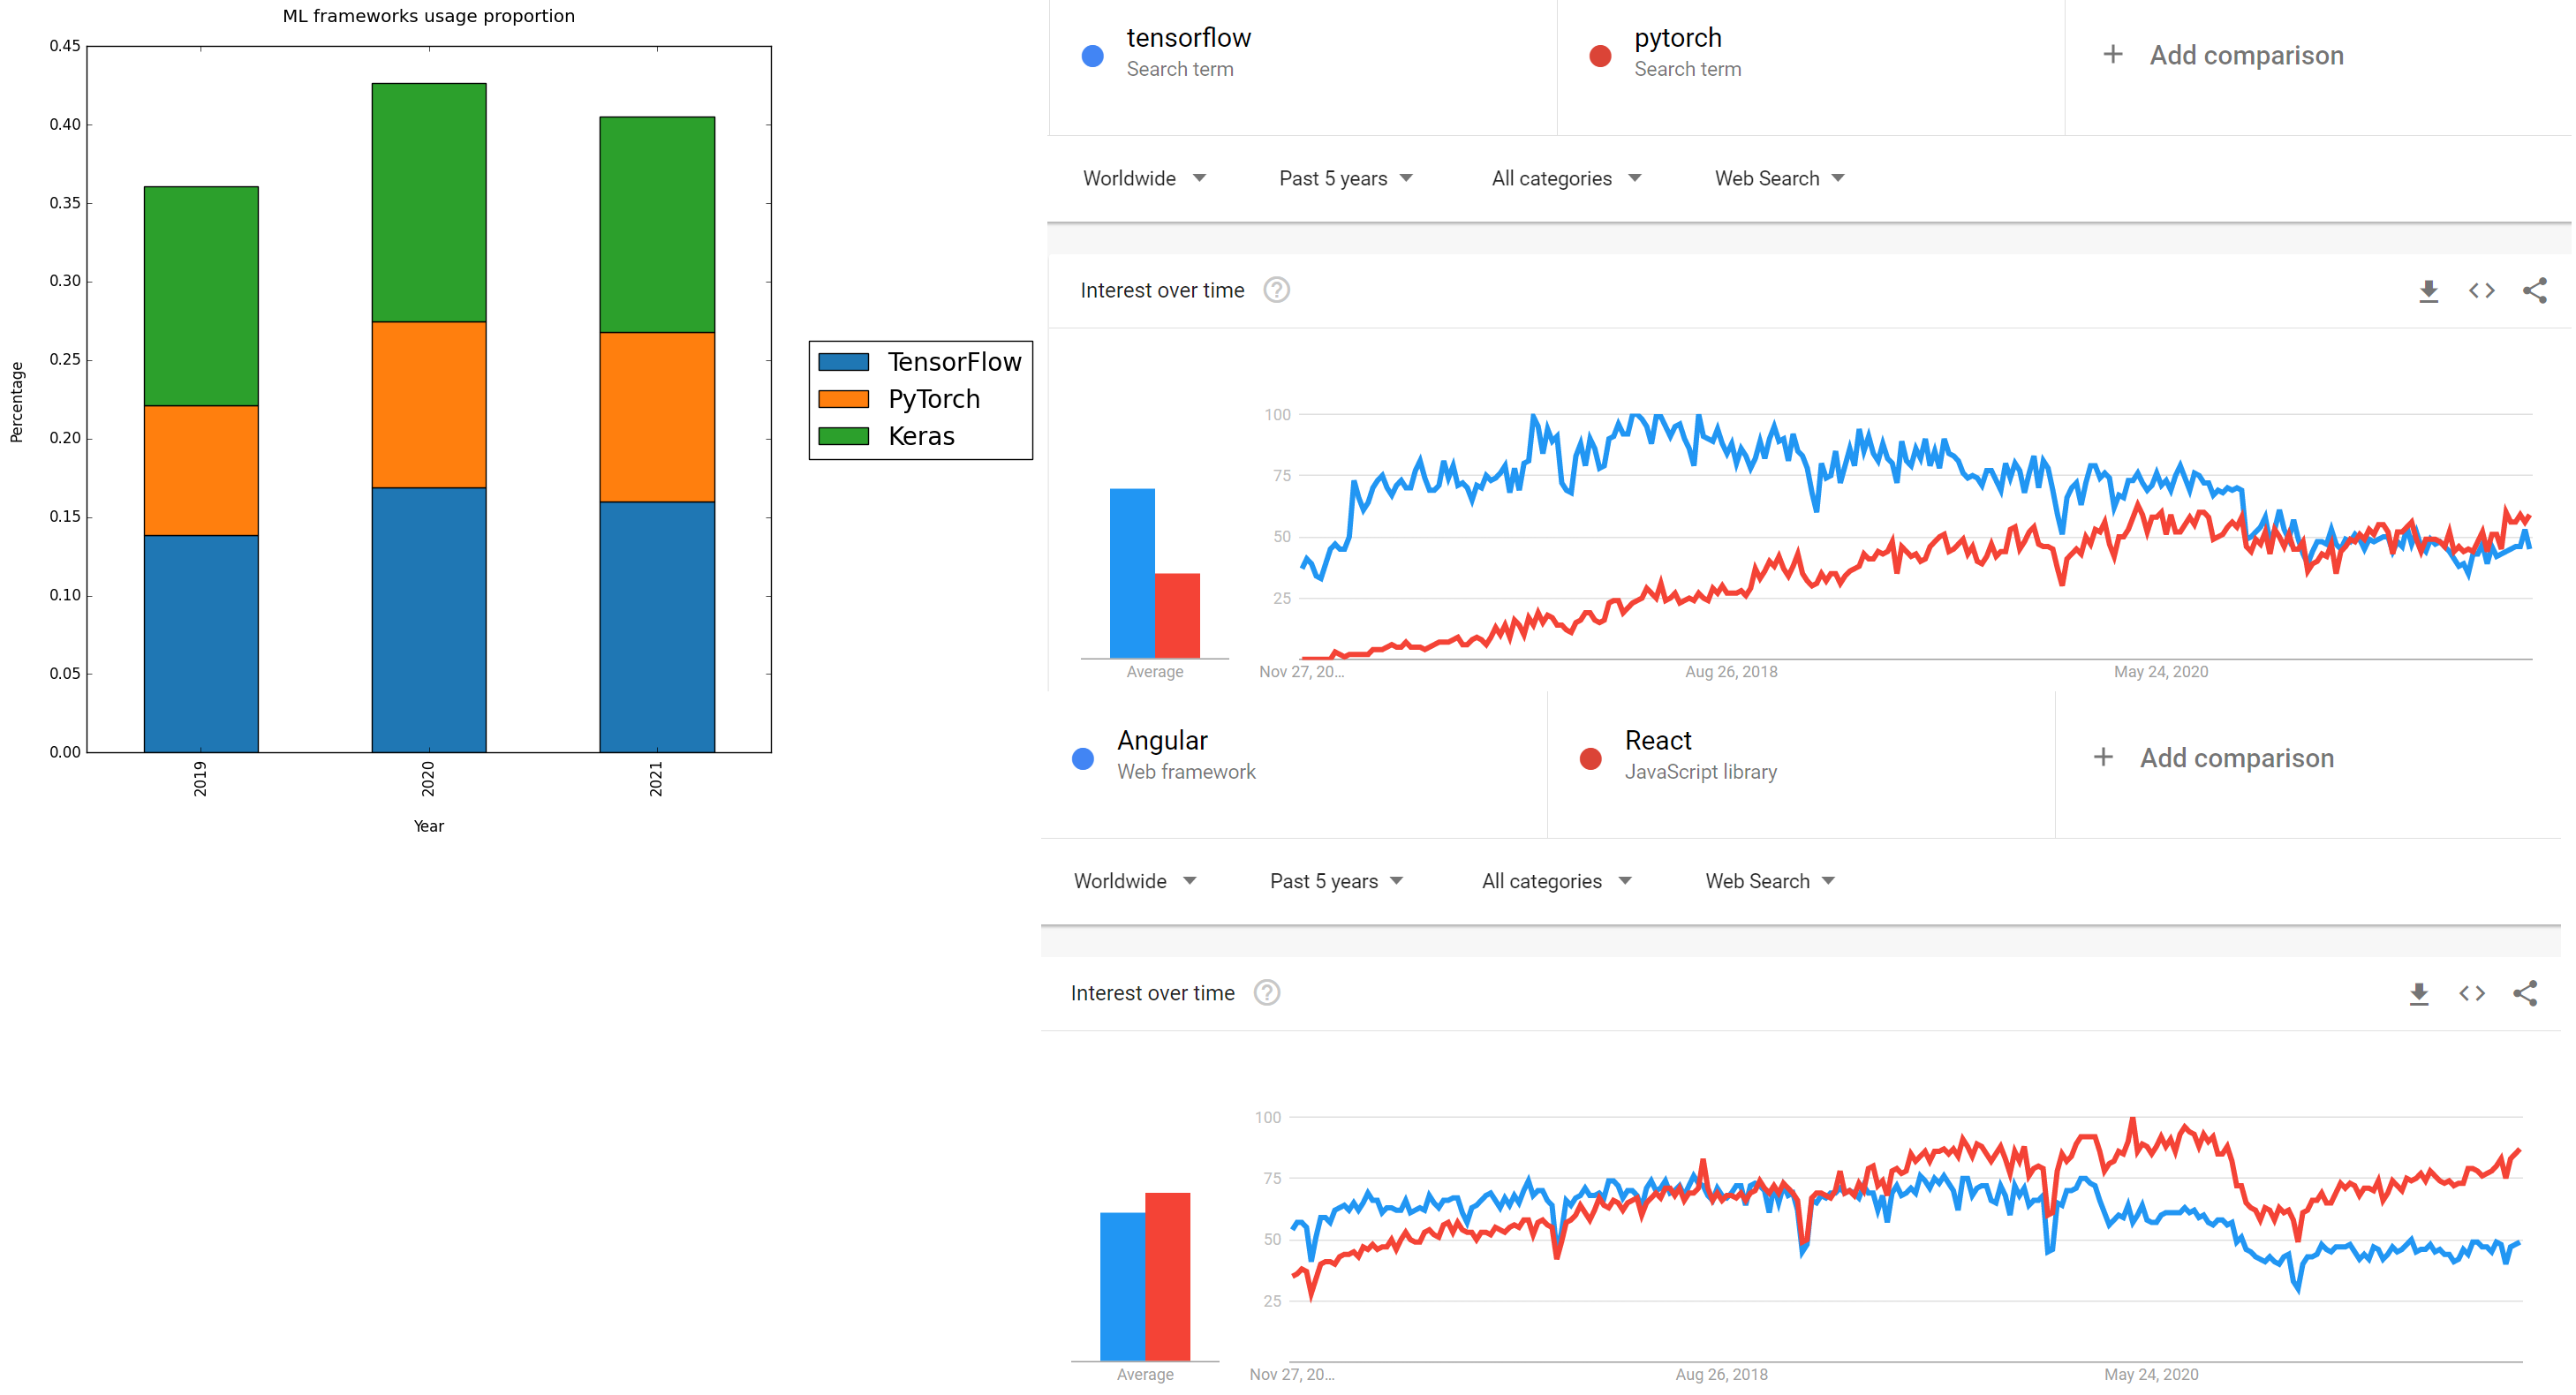 ML frameworks usage proportion
0.45
0.40
0.35
0.30
0.25
0.20
0.15
0.10
0.05
0.00
Percentage
2019
2020
2021
Year
TensorFlow
PyTorch
Keras
tensorflow
Search term
pytorch
Search term
+ Add comparison
Worldwide
Past 5 years
All categories
Web Search
Interest over time
?
<>
100
75
50
25
Average
Nov 27, 20...
Aug 26, 2018
May 24, 2020
Angular
Web framework
React
JavaScript library
+ Add comparison
Worldwide
Past 5 years
All categories
Web Search
Interest over time
?
<>
100
75
50
25
Average
Nov 27, 20...
Aug 26, 2018
May 24, 2020